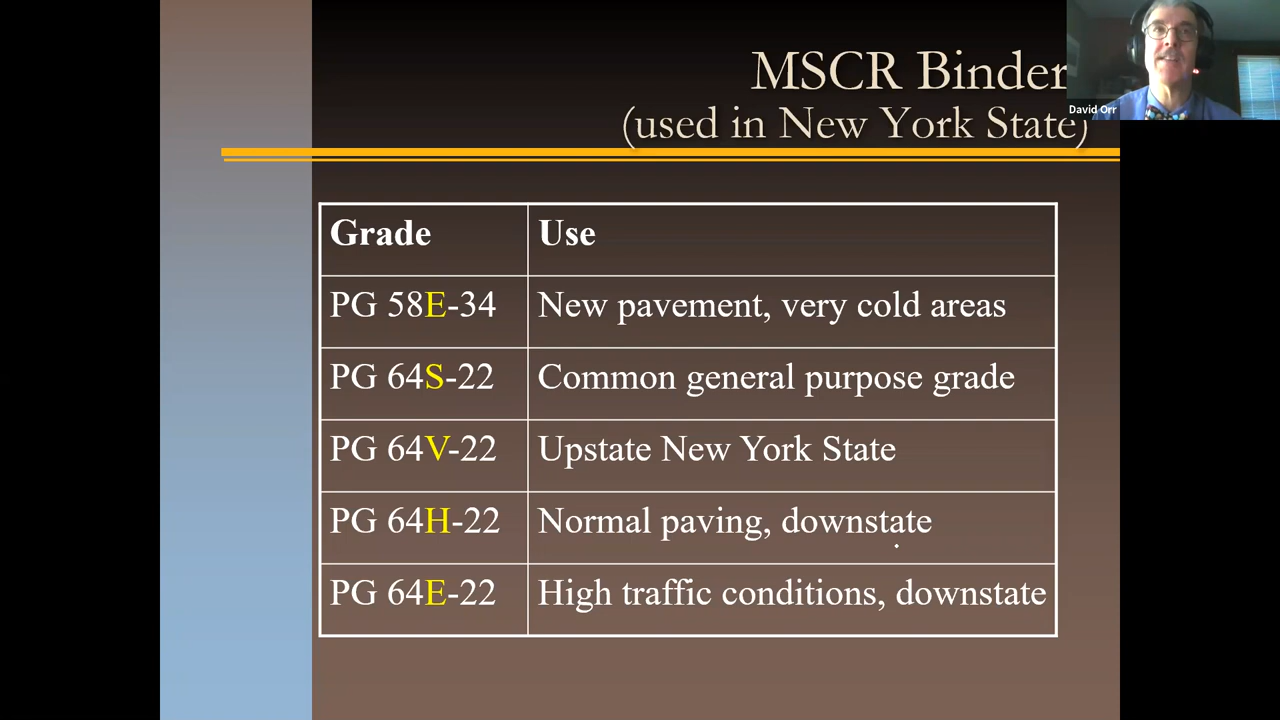 MSCR Binder
David Orr
(used in New York State)
Grade Use
PG 58E-34 New pavement, very cold areas
PG 64S-22 Common general purpose grade
PG 64V-22 Upstate New York State
PG 64H-22 Normal paving, downstate
PG 64E-22 High traffic conditions, downstate